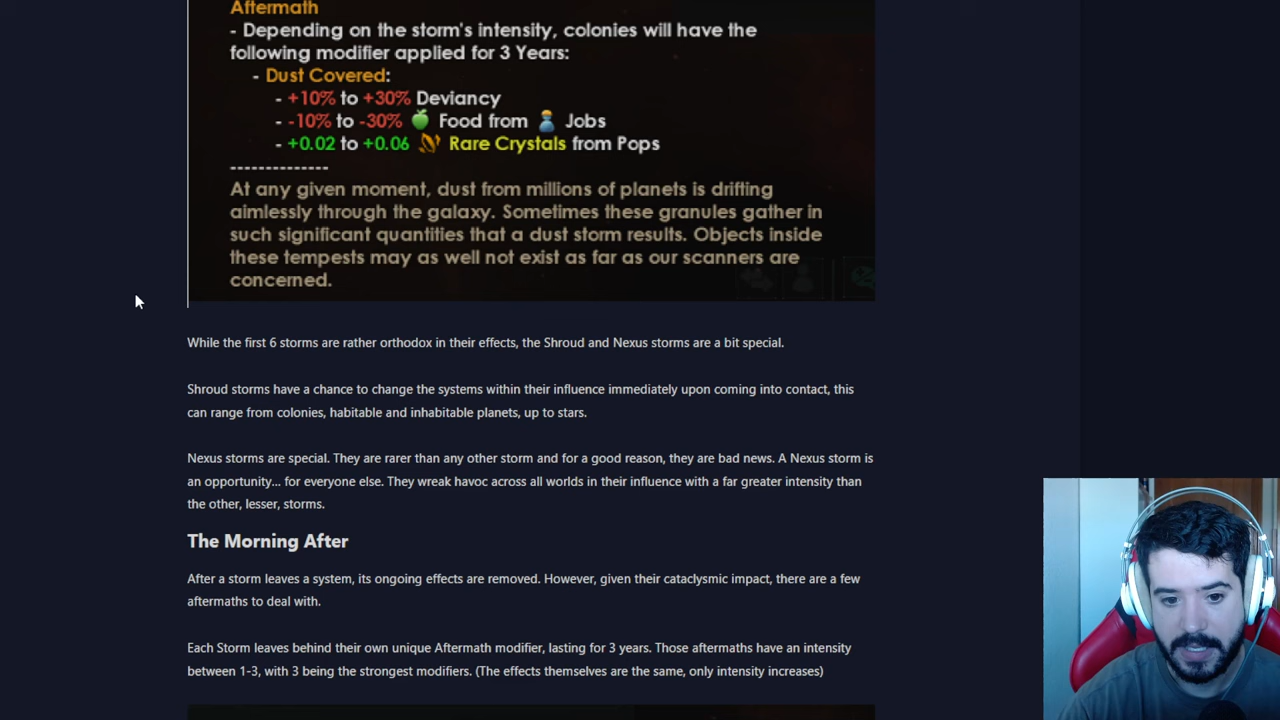 Aftermath
- Depending on the storm's intensity, colonies will have the
following modifier applied for 3 Years:
- Dust Covered:
- +10% to +30% Deviancy
- -10% to -30% Food from Jobs
- +0.02 to +0.06 Rare Crystals from Pops
--------------
At any given moment, dust from millions of planets is drifting
aimlessly through the galaxy. Sometimes these granules gather in
such significant quantities that a dust storm results. Objects inside
these tempests may as well not exist as far as our scanners are
concerned.
While the first 6 storms are rather orthodox in their effects, the Shroud and Nexus storms are a bit special.
Shroud storms have a chance to change the systems within their influence immediately upon coming into contact, this
can range from colonies, habitable and inhabitable planets, up to stars.
Nexus storms are special. They are rarer than any other storm and for a good reason, they are bad news. A Nexus storm is
an opportunity... for everyone else. They wreak havoc across all worlds in their influence with a far greater intensity than
the other, lesser, storms.
The Morning After
After a storm leaves a system, its ongoing effects are removed. However, given their cataclysmic impact, there are a few
aftermaths to deal with.
Each Storm leaves behind their own unique Aftermath modifier, lasting for 3 years. Those aftermaths have an intensity
between 1-3, with 3 being the strongest modifiers. (The effects themselves are the same, only intensity increases)